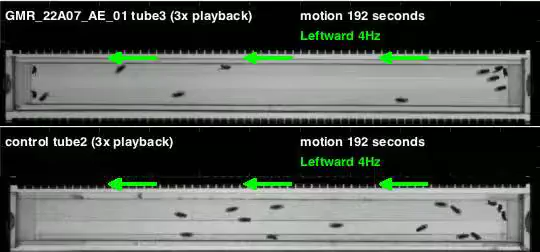 GMR_22A07_AE_01 tube3 (3x playback) motion 192 seconds
Leftward 4Hz
control tube2 (3x playback) motion 192 seconds
Leftward 4Hz